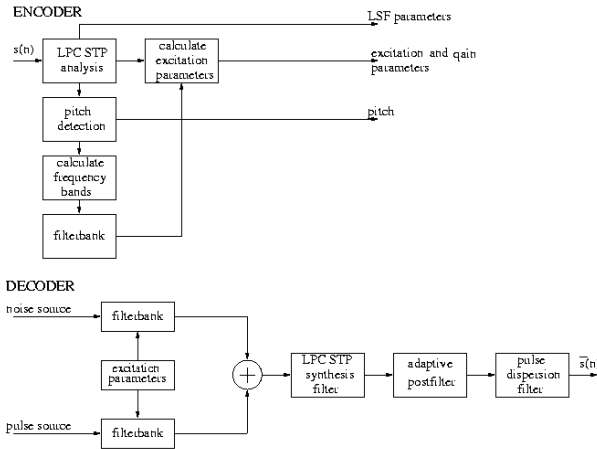 ENCODER
LSF parameters
s(n)
LPC STP
analysis
calculate
excitation
parameters
excitation and qain
parameters
pitch
detection
pitch
calculate
frequency
bands
filterbank
DECODER
noise source
filterbank
excitation
parameters
LPC STP
synthesis
filter
adaptive
postfilter
pulse
dispersion
filter
s(n
pulse source
filterbank